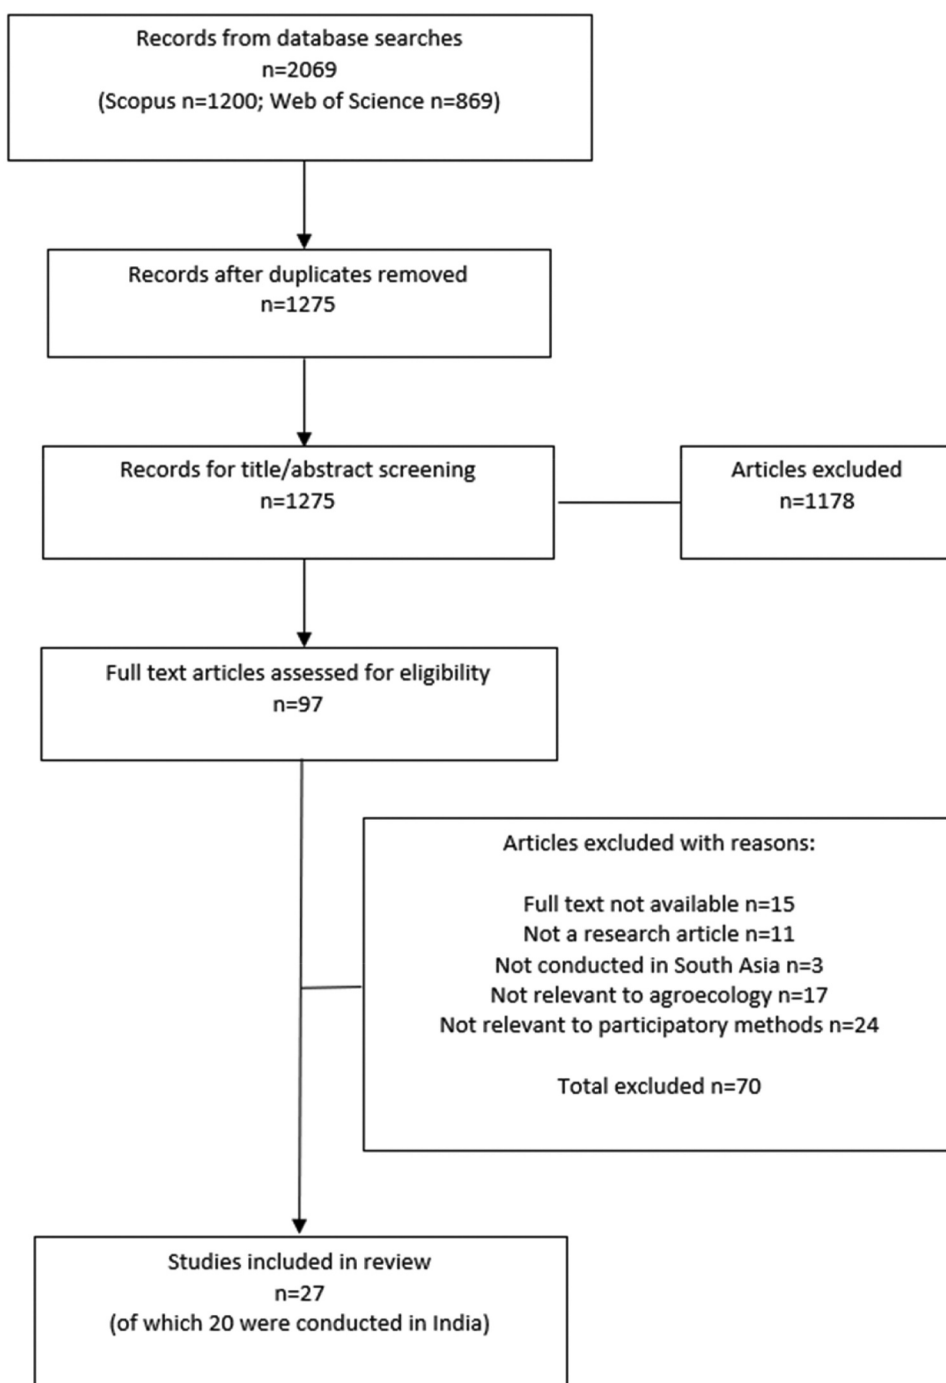 Records from database searches
n=2069
(Scopus n=1200; Web of Science n=869)
Records after duplicates removed
n=1275
Records for title/abstract screening
n=1275
Articles excluded
n=1178
Full text articles assessed for eligibility
n=97
Articles excluded with reasons:
Full text not available n=15
Not a research article n=11
Not conducted in South Asia n=3
Not relevant to agroecology n=17
Not relevant to participatory methods n=24
Total excluded n=70
Studies included in review
n=27
(of which 20 were conducted in India)